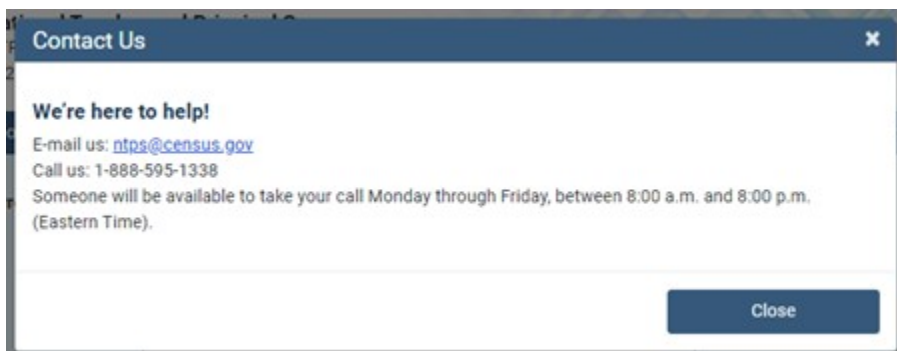 Contact Us
We're here to help!
E-mail us: ntps@census.gov
Call us: 1-888-595-1338
Someone will be available to take your call Monday through Friday, between 8:00 a.m. and 8:00 p.m.
(Eastern Time).
Close